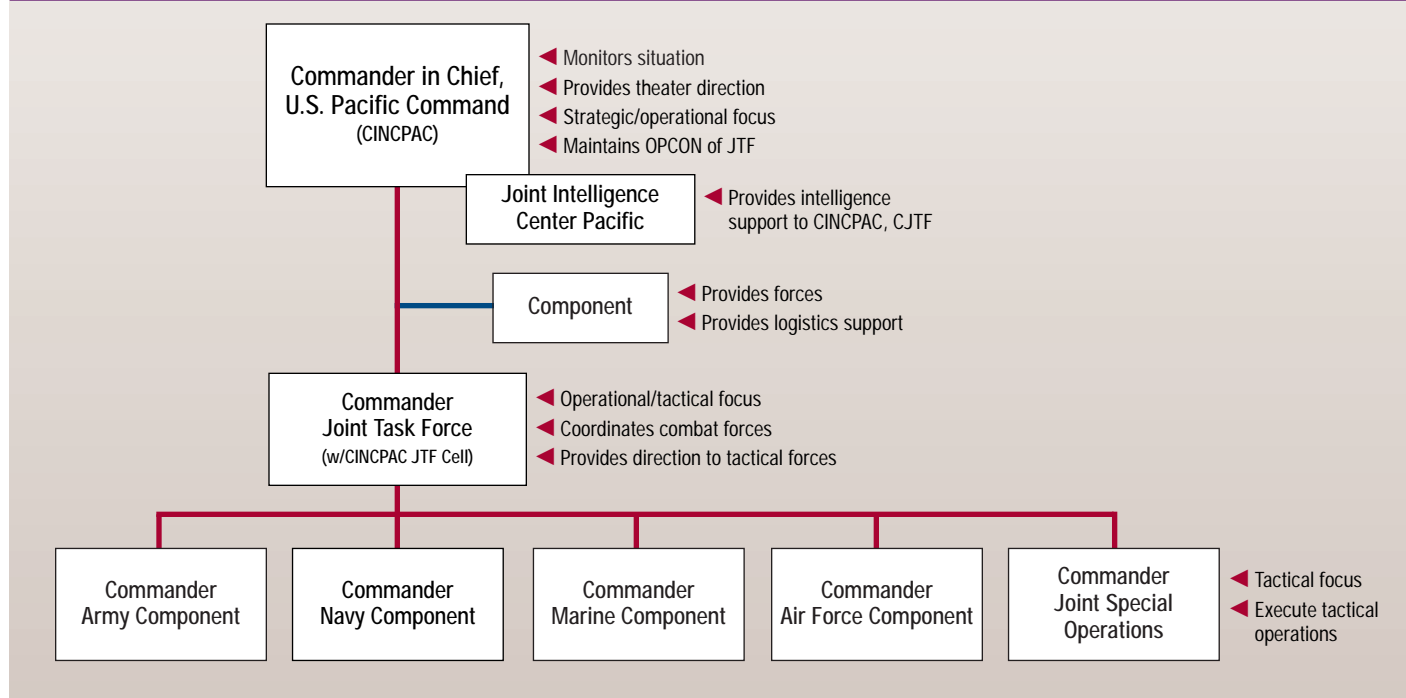 Commander in Chief,
U.S. Pacific Command
(CINCPAC)
◀ Monitors situation
◀ Provides theater direction
◀ Strategic/operational focus
◀ Maintains OPCON of JTF
Joint Intelligence
Center Pacific
◀ Provides intelligence
support to CINCPAC, CJTF
Component
◀ Provides forces
◀ Provides logistics support
Commander
Joint Task Force
(w/CINCPAC JTF Cell)
◀ Operational/tactical focus
◀ Coordinates combat forces
◀ Provides direction to tactical forces
Commander
Army Component
Commander
Navy Component
Commander
Marine Component
Commander
Air Force Component
Commander
Joint Special
Operations
◀ Tactical focus
◀ Execute tactical
operations